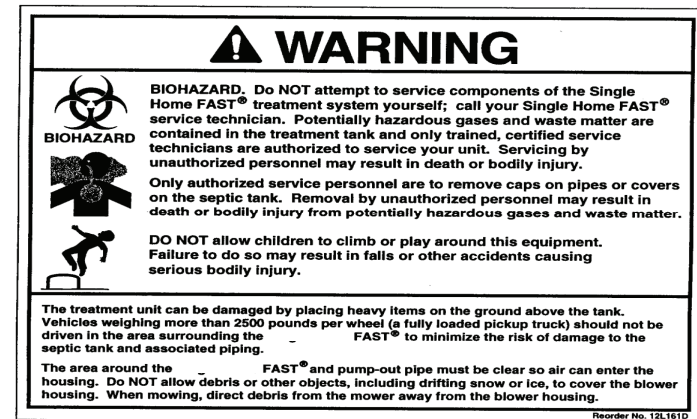 WARNING
BIOHAZARD. Do NOT attempt to service components of the Single
Home FAST® treatment system yourself; call your Single Home FAST®
service technician. Potentially hazardous gases and waste matter are
contained in the treatment tank and only trained, certified service
technicians are authorized to service your unit. Servicing by
unauthorized personnel may result in death or bodily injury.
BIOHAZARD
Only authorized service personnel are to remove caps on pipes or covers
on the septic tank. Removal by unauthorized personnel may result in
death or bodily injury from potentially hazardous gases and waste matter.
DO NOT allow children to climb or play around this equipment.
Failure to do so may result in falls or other accidents causing
serious bodily injury.
The treatment unit can be damaged by placing heavy items on the ground above the tank.
Vehicles weighing more than 2500 pounds per wheel (a fully loaded pickup truck) should not be
driven in the area surrounding the FAST® to minimize the risk of damage to the
septic tank and associated piping.
The area around the FAST® and pump-out pipe must be clear so air can enter the
housing. Do NOT allow debris or other objects, including drifting snow or ice, to cover the blower
housing. When mowing, direct debris from the mower away from the blower housing.
Reorder No. 12L161D